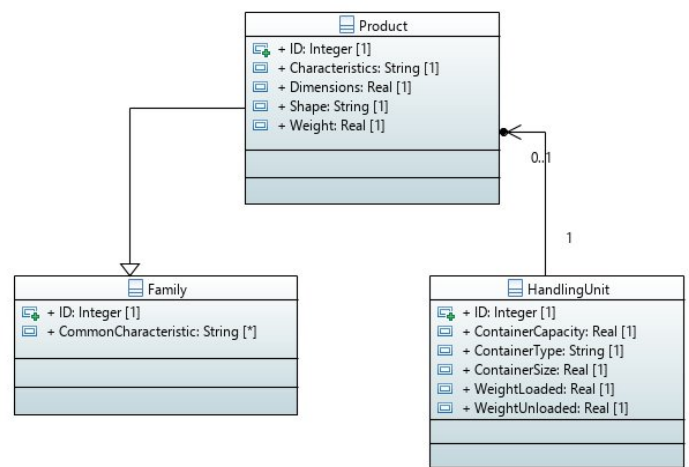 Product
+ ID: Integer [1]
+ Characteristics: String [1]
+ Dimensions: Real [1]
+ Shape: String [1]
+ Weight: Real [1]
0..1
1
Family
+ ID: Integer [1]
+ CommonCharacteristic: String [*]
HandlingUnit
+ ID: Integer [1]
+ ContainerCapacity: Real [1]
+ ContainerType: String [1]
+ ContainerSize: Real [1]
+ WeightLoaded: Real [1]
+ WeightUnloaded: Real [1]